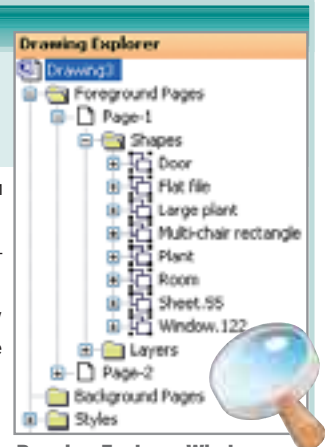 Drawing Explorer
Drawing3
Foreground Pages
Page-1
Shapes
Door
Flat file
Large plant
Multi-chair rectangle
Plant
Room
Sheet.55
Window.122
Layers
Page-2
Background Pages
Styles